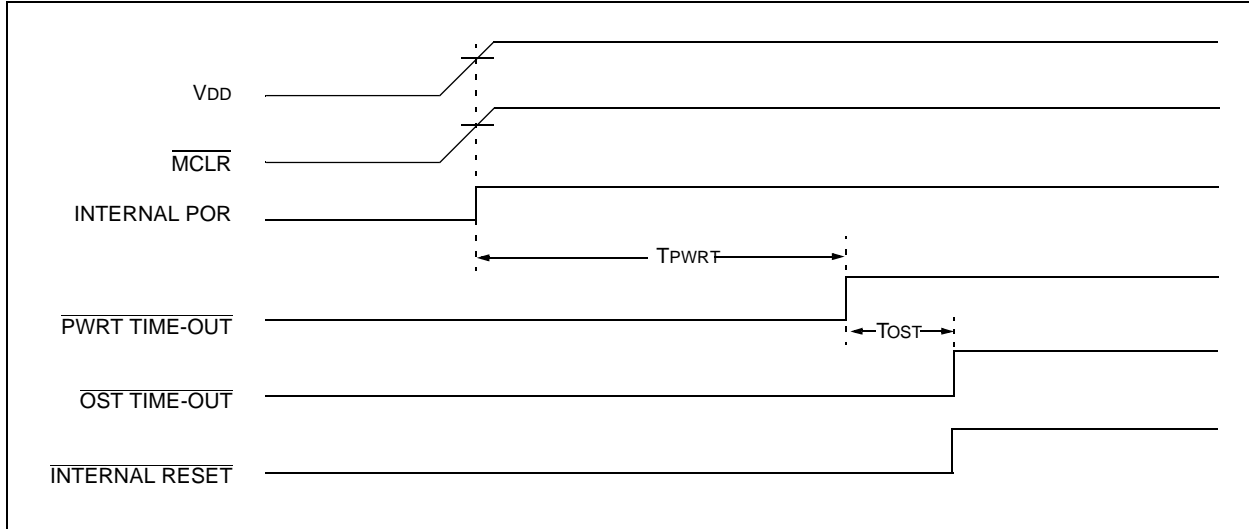 VDD
MCLR
INTERNAL POR
TPWRT
PWRT TIME-OUT
TOST
OST TIME-OUT
INTERNAL RESET